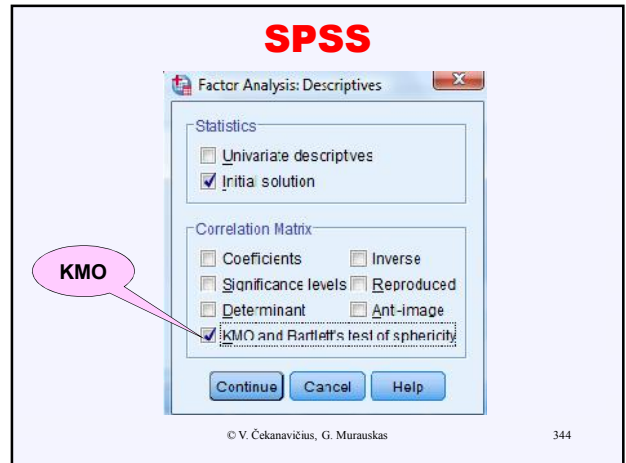 SPSS
Factor Analysis: Descriptives
Statistics
Univariate descriptives
Initial solution
Correlation Matrix
Coefficients Inverse
KMO
Significance levels Reproduced
Determinant Anti-image
KMO and Bartlett's test of sphericity
Continue Cancel Help
© V. Čekanavičius, G. Murauskas 344